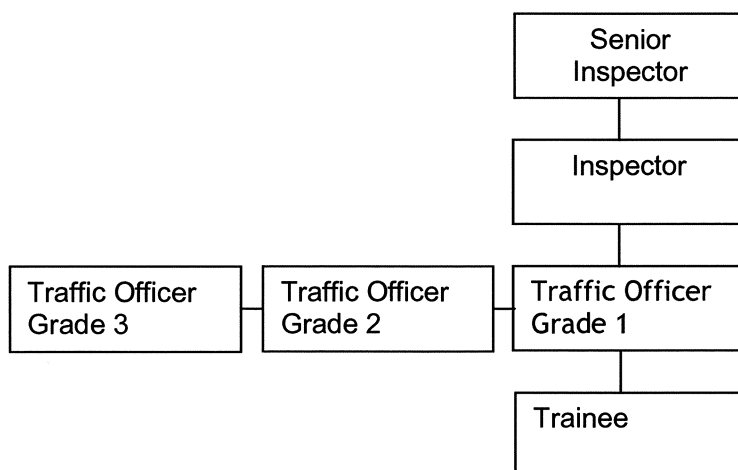 Senior
Inspector
Inspector
Traffic Officer
Grade 3
Traffic Officer
Grade 2
Traffic Officer
Grade 1
Trainee